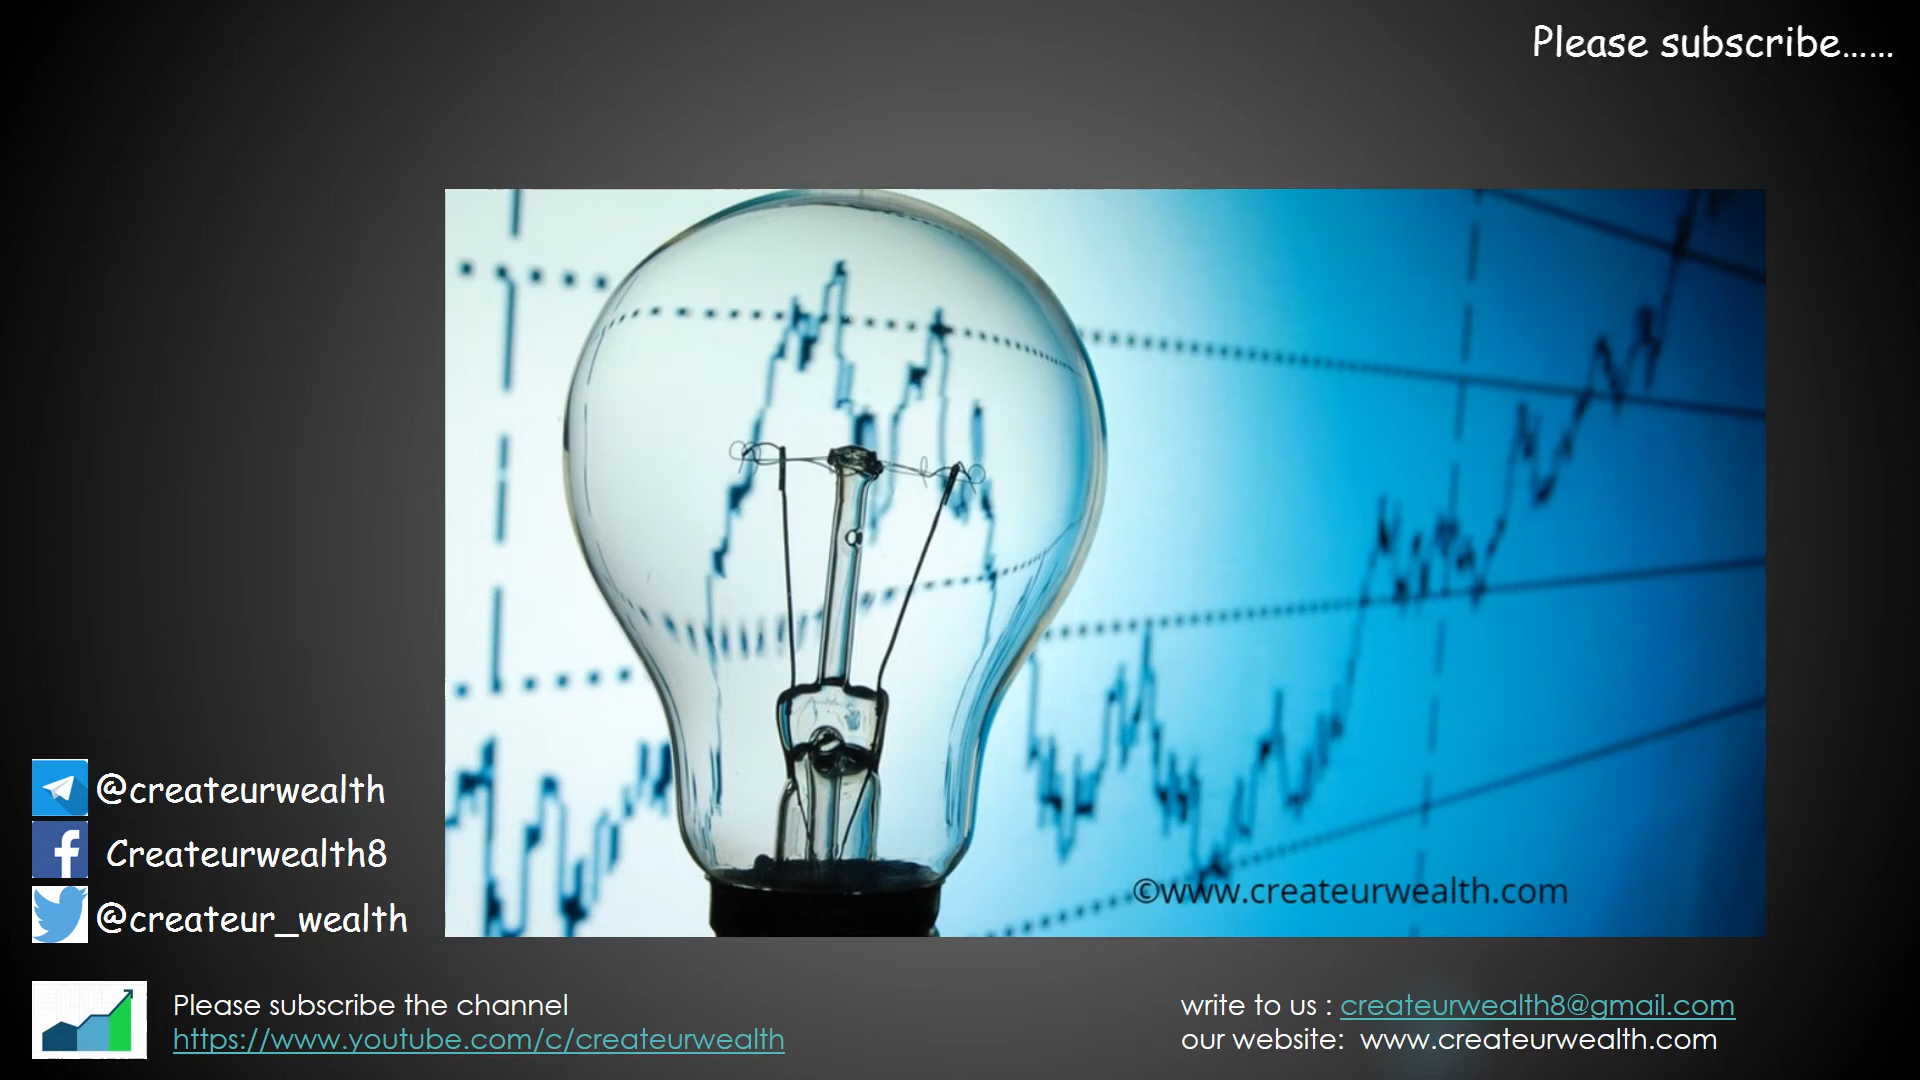 Please subscribe......
©www.createurwealth.com
@createurwealth
Createurwealth8
@createur_wealth
Please subscribe the channel
https://www.youtube.com/c/createurwealth
write to us : createurwealth8@gmail.com
our website: www.createurwealth.com